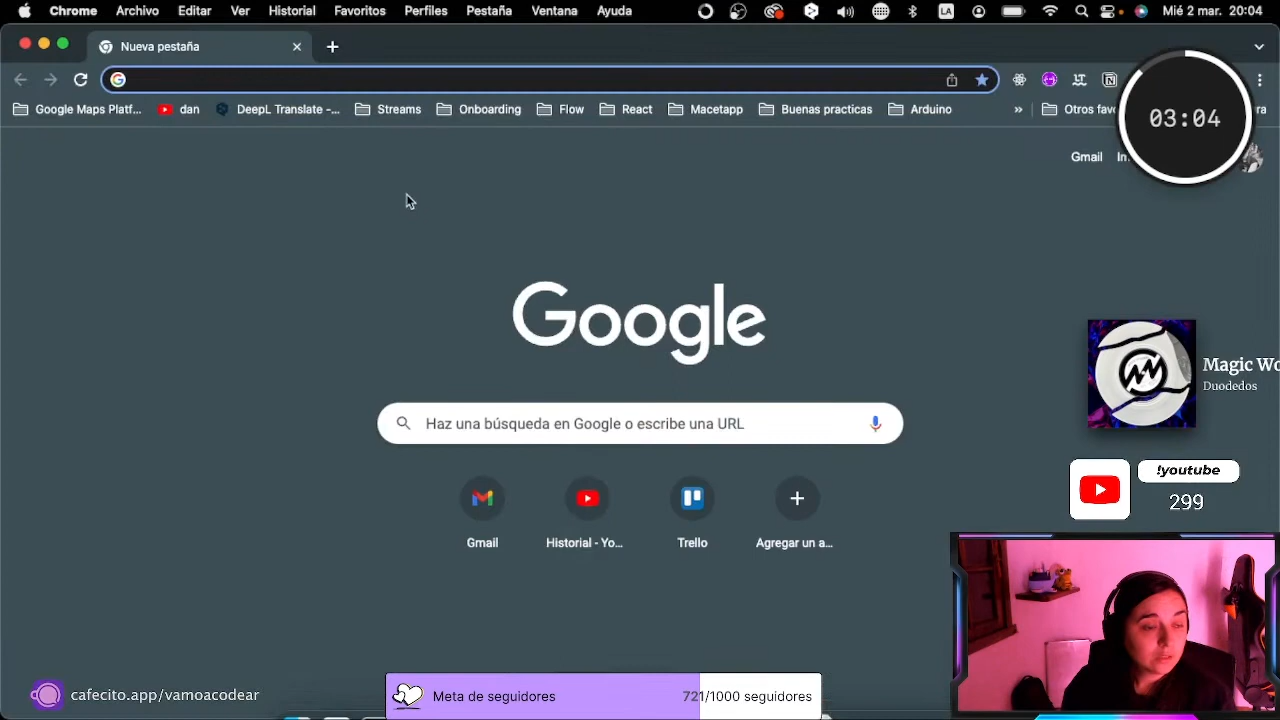 Chrome Archivo Editar Ver Historial Favoritos Perfiles Pestaña Ventana Ayuda LA Mié 2 mar. 20:04
Nueva pestaña
Google Maps Platf... dan DeepL Translate -... Streams Onboarding Flow React Macetapp Buenas practicas Arduino » Otros favo
03:04
Gmail
Google
Haz una búsqueda en Google o escribe una URL
Gmail Historial - Yo... Trello Agregar un a...
Magic Wo
Duodedos
!youtube
299
cafecito.app/vamoacodear
Meta de seguidores 721/1000 seguidores